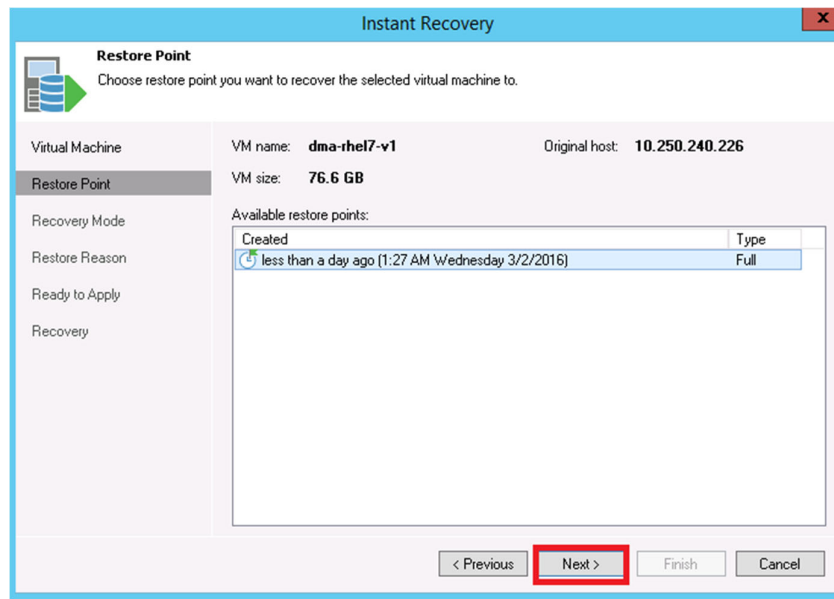 Instant Recovery
x
Restore Point
Choose restore point you want to recover the selected virtual machine to.
Virtual Machine
Restore Point
Recovery Mode
Restore Reason
Ready to Apply
Recovery
VM name: dma-rhel7-v1 Original host: 10.250.240.226
VM size: 76.6 GB
Available restore points:
Created Type
less than a day ago (1:27 AM Wednesday 3/2/2016) Full
< Previous Next > Finish Cancel